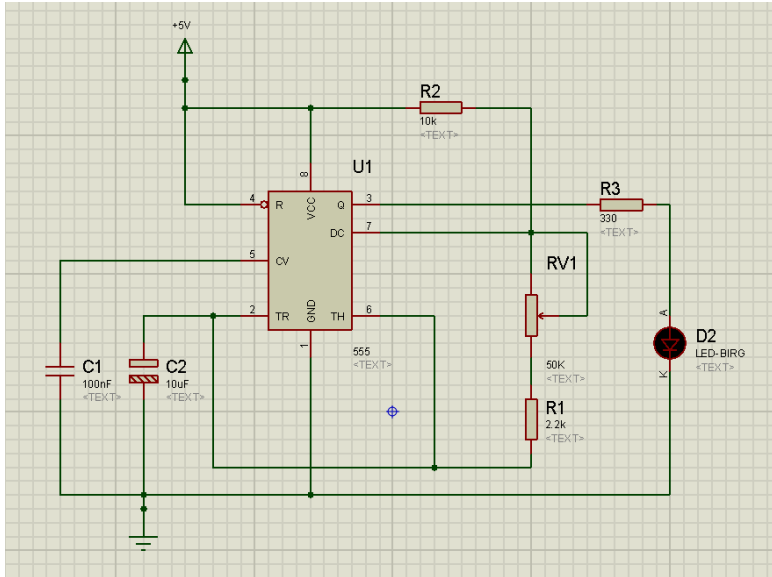 +5V
R2
10k
<TEXT>
U1
8
VCC
4
R
Q
3
R3
330
<TEXT>
DC
7
5
CV
RV1
2
TR
GND
TH
6
1
555
<TEXT>
50K
<TEXT>
A
D2
LED-BIRG
<TEXT>
K
C1
100nF
<TEXT>
C2
10uF
<TEXT>
R1
2.2k
<TEXT>